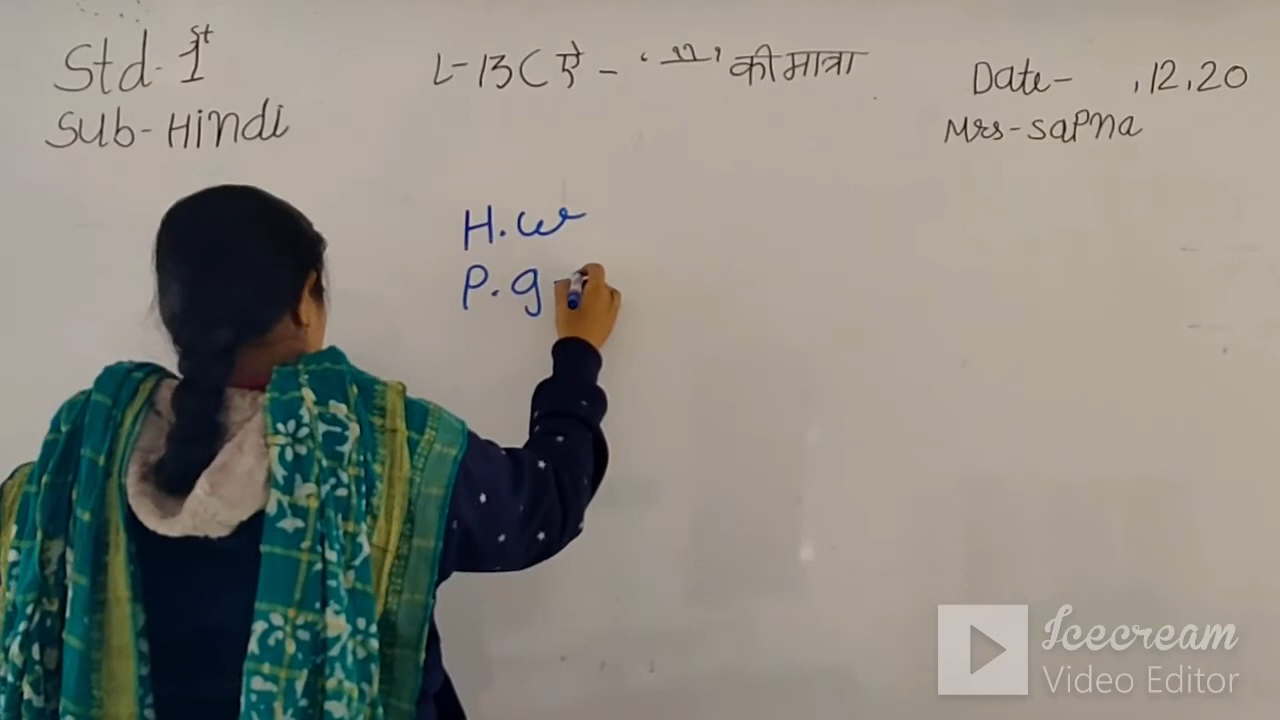 Std - 1st
Sub - Hindi
L-13 ( ऐ - ' ै ' की मात्रा
Date - , 12, 20
Mrs - Sapna
H.W
P.g -
Icecream
Video Editor